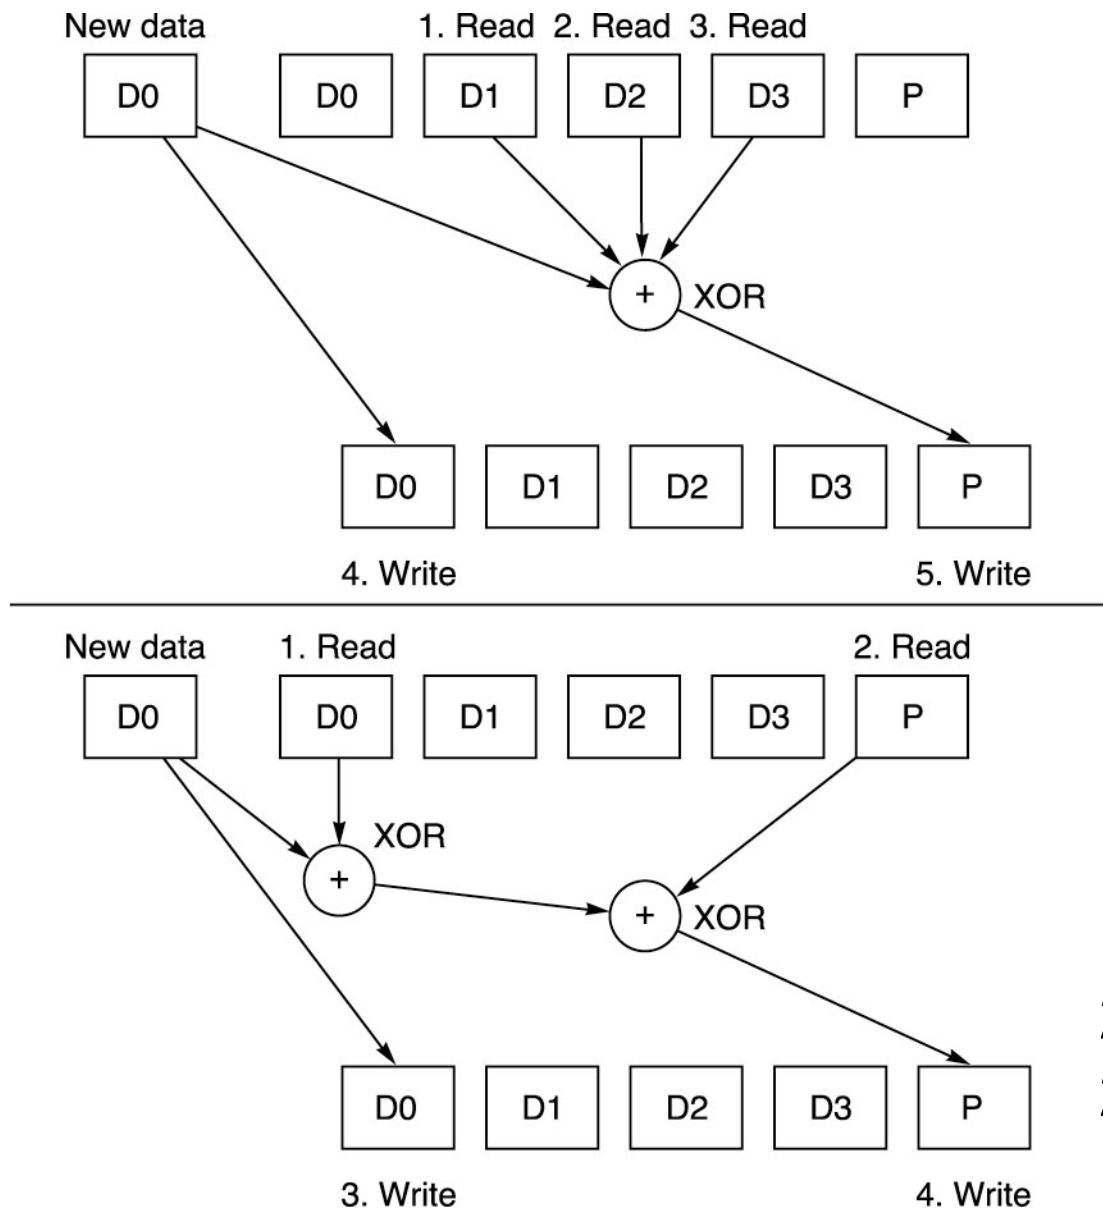 New data 1. Read 2. Read 3. Read
D0 D0 D1 D2 D3 P
+ XOR
D0 D1 D2 D3 P
4. Write 5. Write
New data 1. Read 2. Read
D0 D0 D1 D2 D3 P
XOR
+
+ XOR
D0 D1 D2 D3 P
3. Write 4. Write